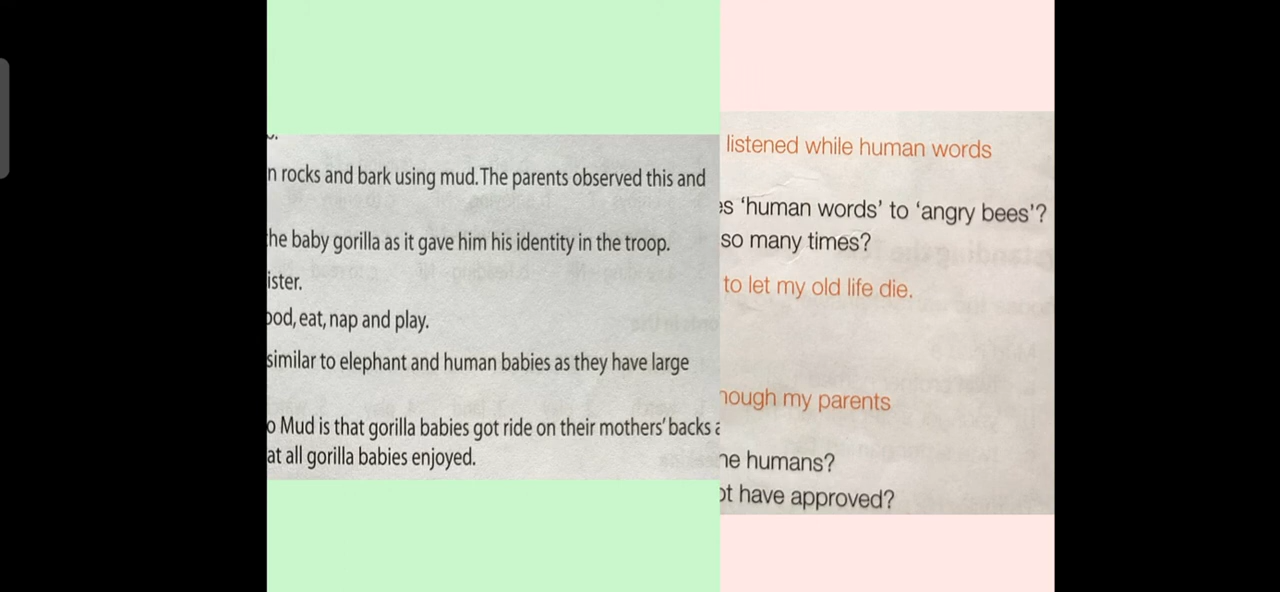 n rocks and bark using mud. The parents observed this and
he baby gorilla as it gave him his identity in the troop.
ister.
ood, eat, nap and play.
similar to elephant and human babies as they have large
o Mud is that gorilla babies got ride on their mothers' backs a
at all gorilla babies enjoyed.
listened while human words
es 'human words' to 'angry bees'?
so many times?
to let my old life die.
hough my parents
he humans?
ot have approved?